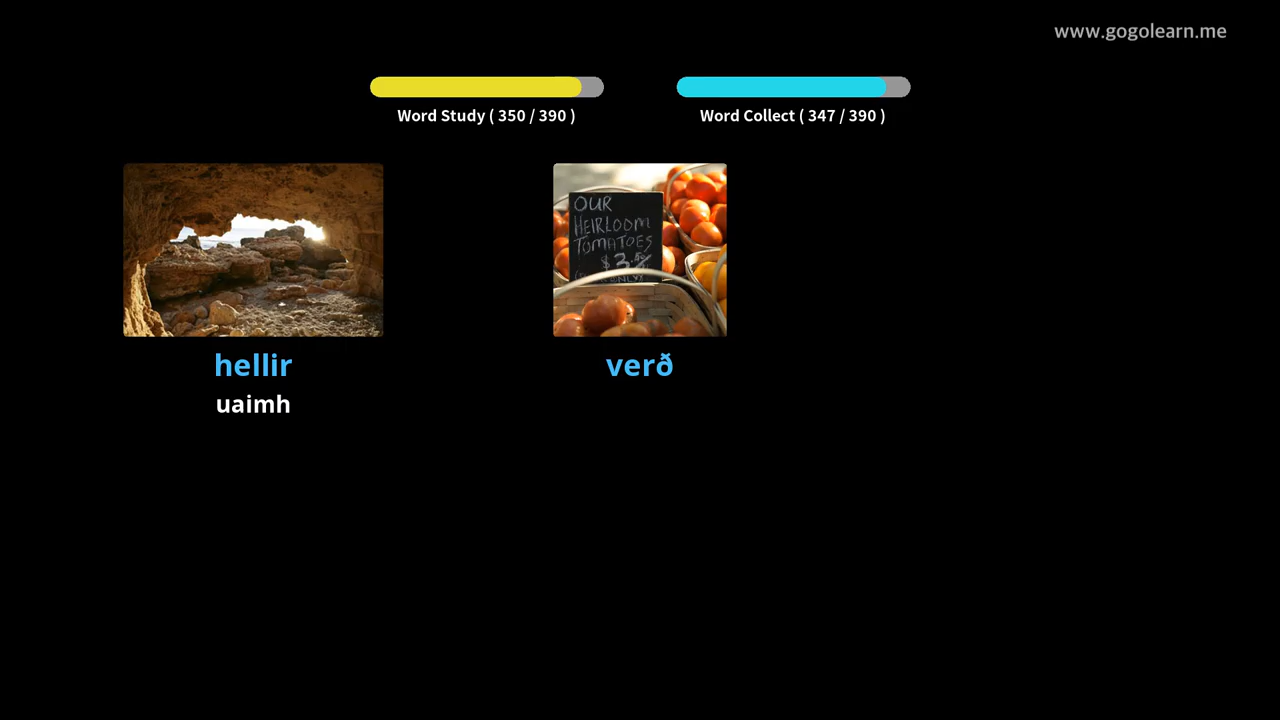 www.gogolearn.me
Word Study ( 350 / 390 )
Word Collect ( 347 / 390 )
OUR
HEIRLOOM
TOMATOES
hellir
verð
uaimh